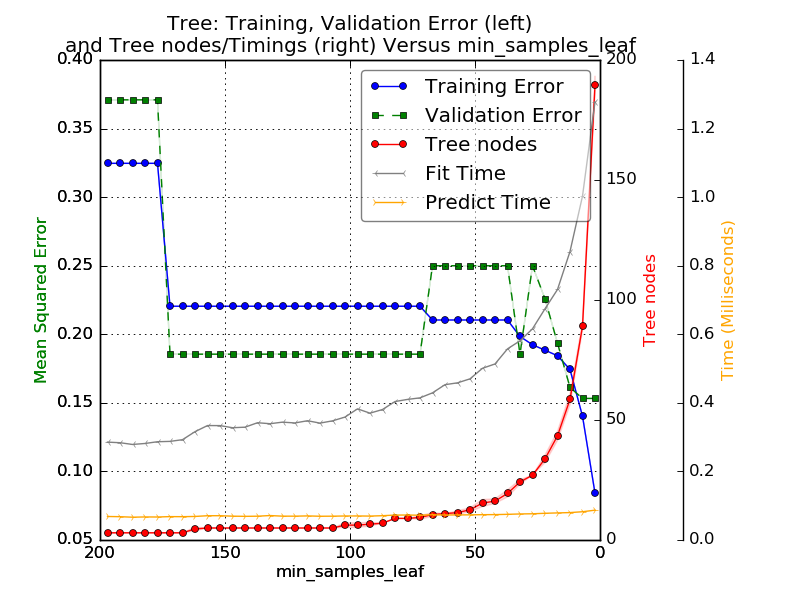 Tree: Training, Validation Error (left)
and Tree nodes/Timings (right) Versus min_samples_leaf
Training Error
Validation Error
Tree nodes
Fit Time
Predict Time
Mean Squared Error
0.40
0.35
0.30
0.25
0.20
0.15
0.10
0.05
200
150
100
50
0
min_samples_leaf
200
150
100
50
0
Tree nodes
1.4
1.2
1.0
0.8
0.6
0.4
0.2
0.0
Time (Milliseconds)